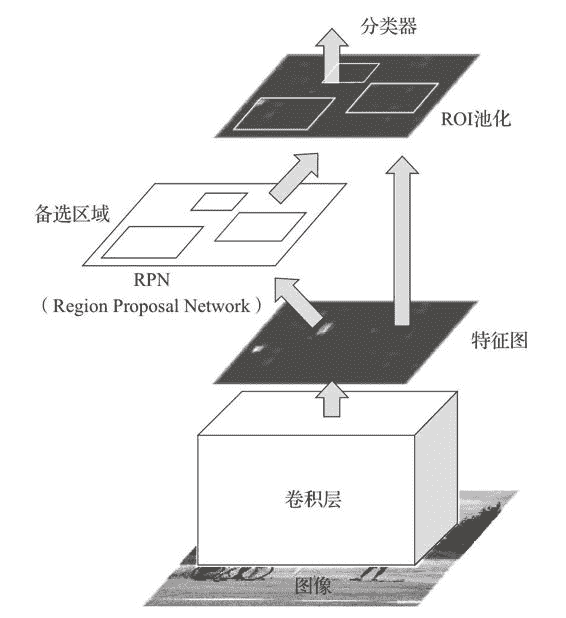 分类器
ROI池化
备选区域
RPN
（Region Proposal Network）
特征图
卷积层
图像